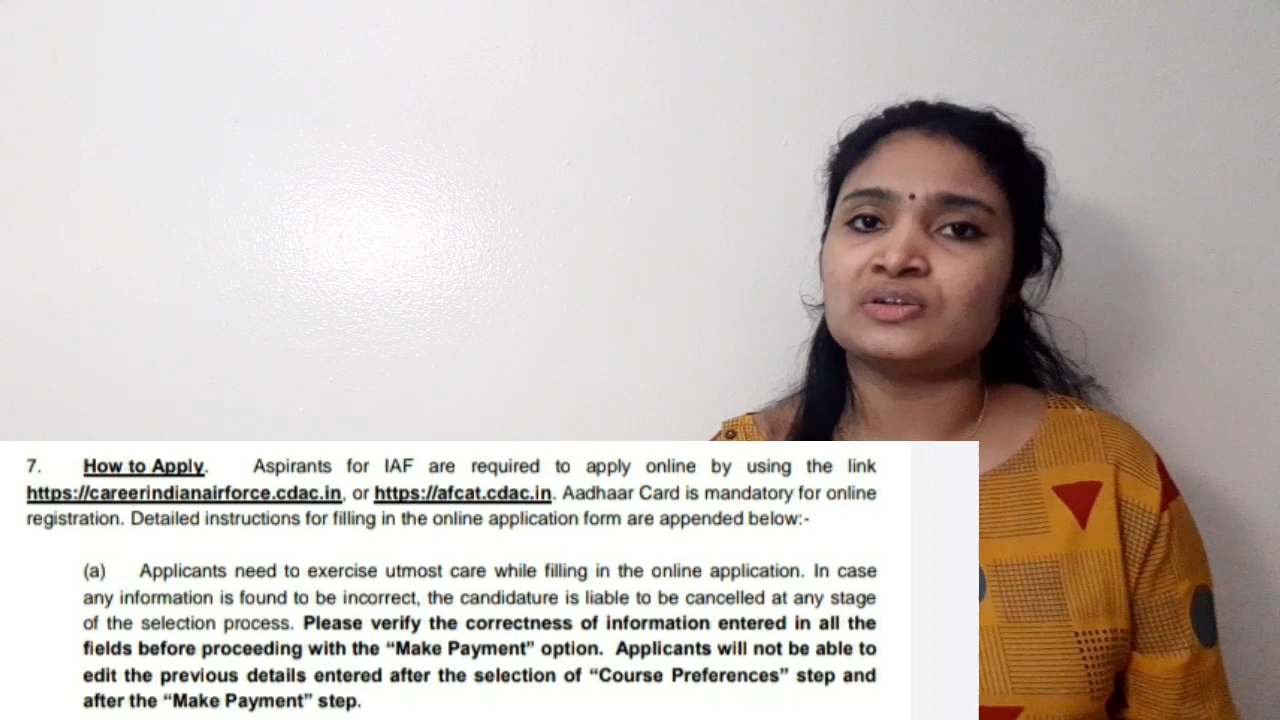 7. How to Apply. Aspirants for IAF are required to apply online by using the link
https://careerindianairforce.cdac.in, or https://afcat.cdac.in. Aadhaar Card is mandatory for online
registration. Detailed instructions for filling in the online application form are appended below:-
(a) Applicants need to exercise utmost care while filling in the online application. In case
any information is found to be incorrect, the candidature is liable to be cancelled at any stage
of the selection process. Please verify the correctness of information entered in all the
fields before proceeding with the “Make Payment” option. Applicants will not be able to
edit the previous details entered after the selection of “Course Preferences” step and
after the “Make Payment” step.